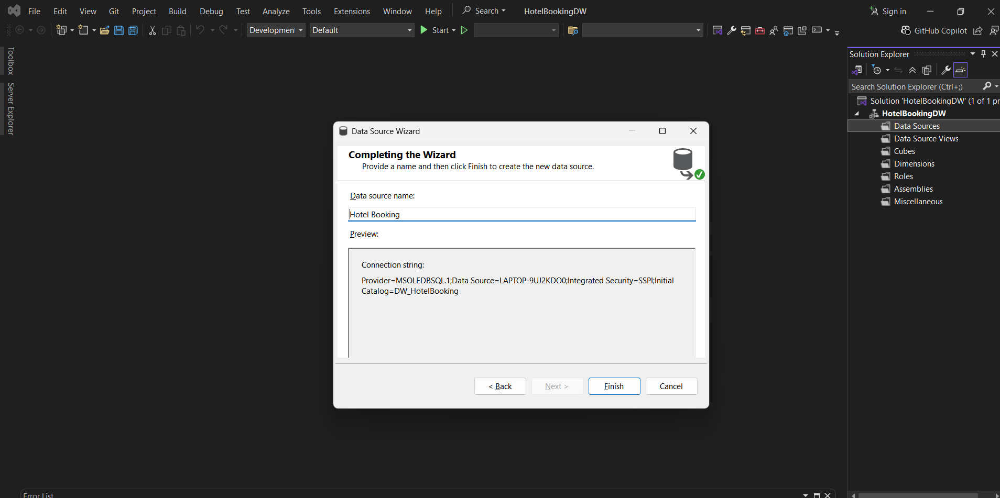 File Edit View Git Project Build Debug Test Analyze Tools Extensions Window Help Search HotelBookingDW Sign in
Development Default Start GitHub Copilot
Toolbox
Server Explorer
Solution Explorer
Search Solution Explorer (Ctrl+;)
Solution 'HotelBookingDW' (1 of 1 pr
HotelBookingDW
Data Sources
Data Source Views
Cubes
Dimensions
Roles
Assemblies
Miscellaneous
Data Source Wizard
Completing the Wizard
Provide a name and then click Finish to create the new data source.
Data source name:
Hotel Booking
Preview:
Connection string:
Provider=MSOLEDBSQL.1;Data Source=LAPTOP-9UJ2KDO0;Integrated Security=SSPI;Initial
Catalog=DW_HotelBooking
< Back Next > Finish Cancel
Error List